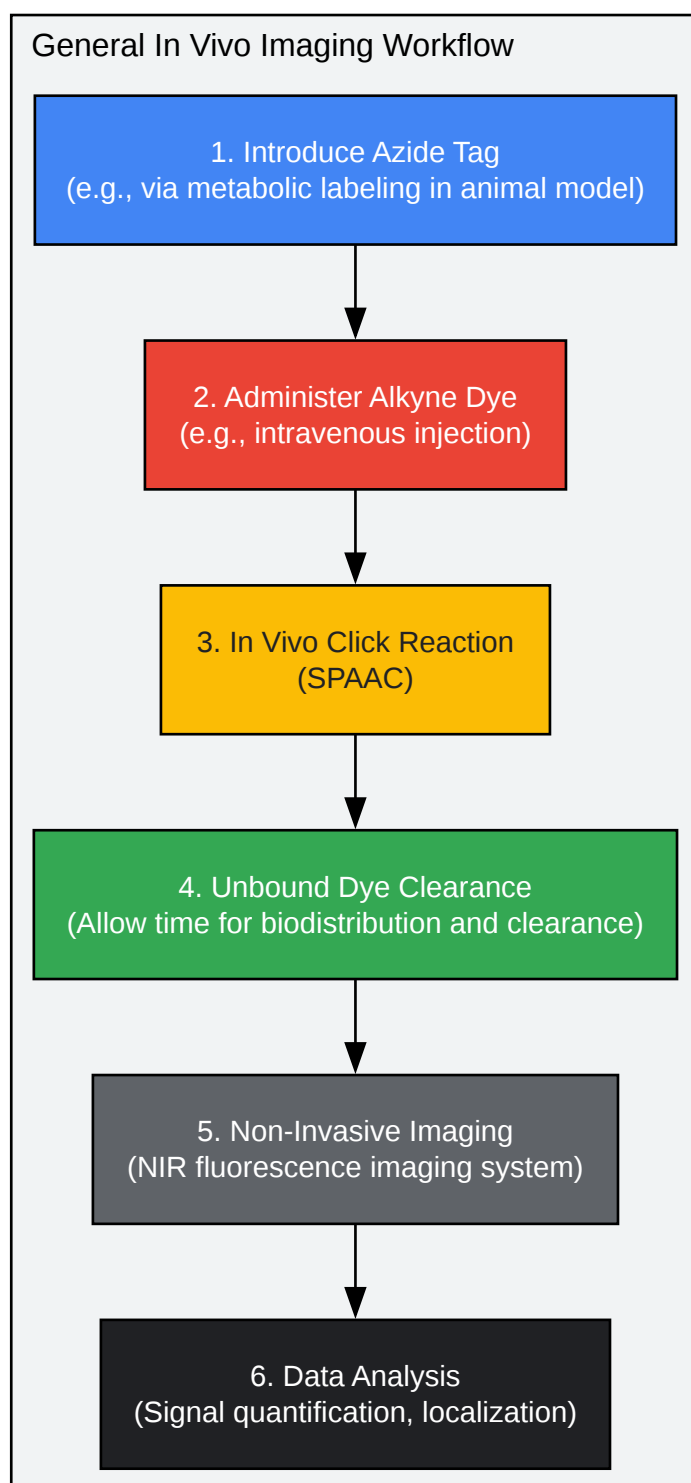 General In Vivo Imaging Workflow
1. Introduce Azide Tag
(e.g., via metabolic labeling in animal model)
2. Administer Alkyne Dye
(e.g., intravenous injection)
3. In Vivo Click Reaction
(SPAAC)
4. Unbound Dye Clearance
(Allow time for biodistribution and clearance)
5. Non-Invasive Imaging
(NIR fluorescence imaging system)
6. Data Analysis
(Signal quantification, localization)